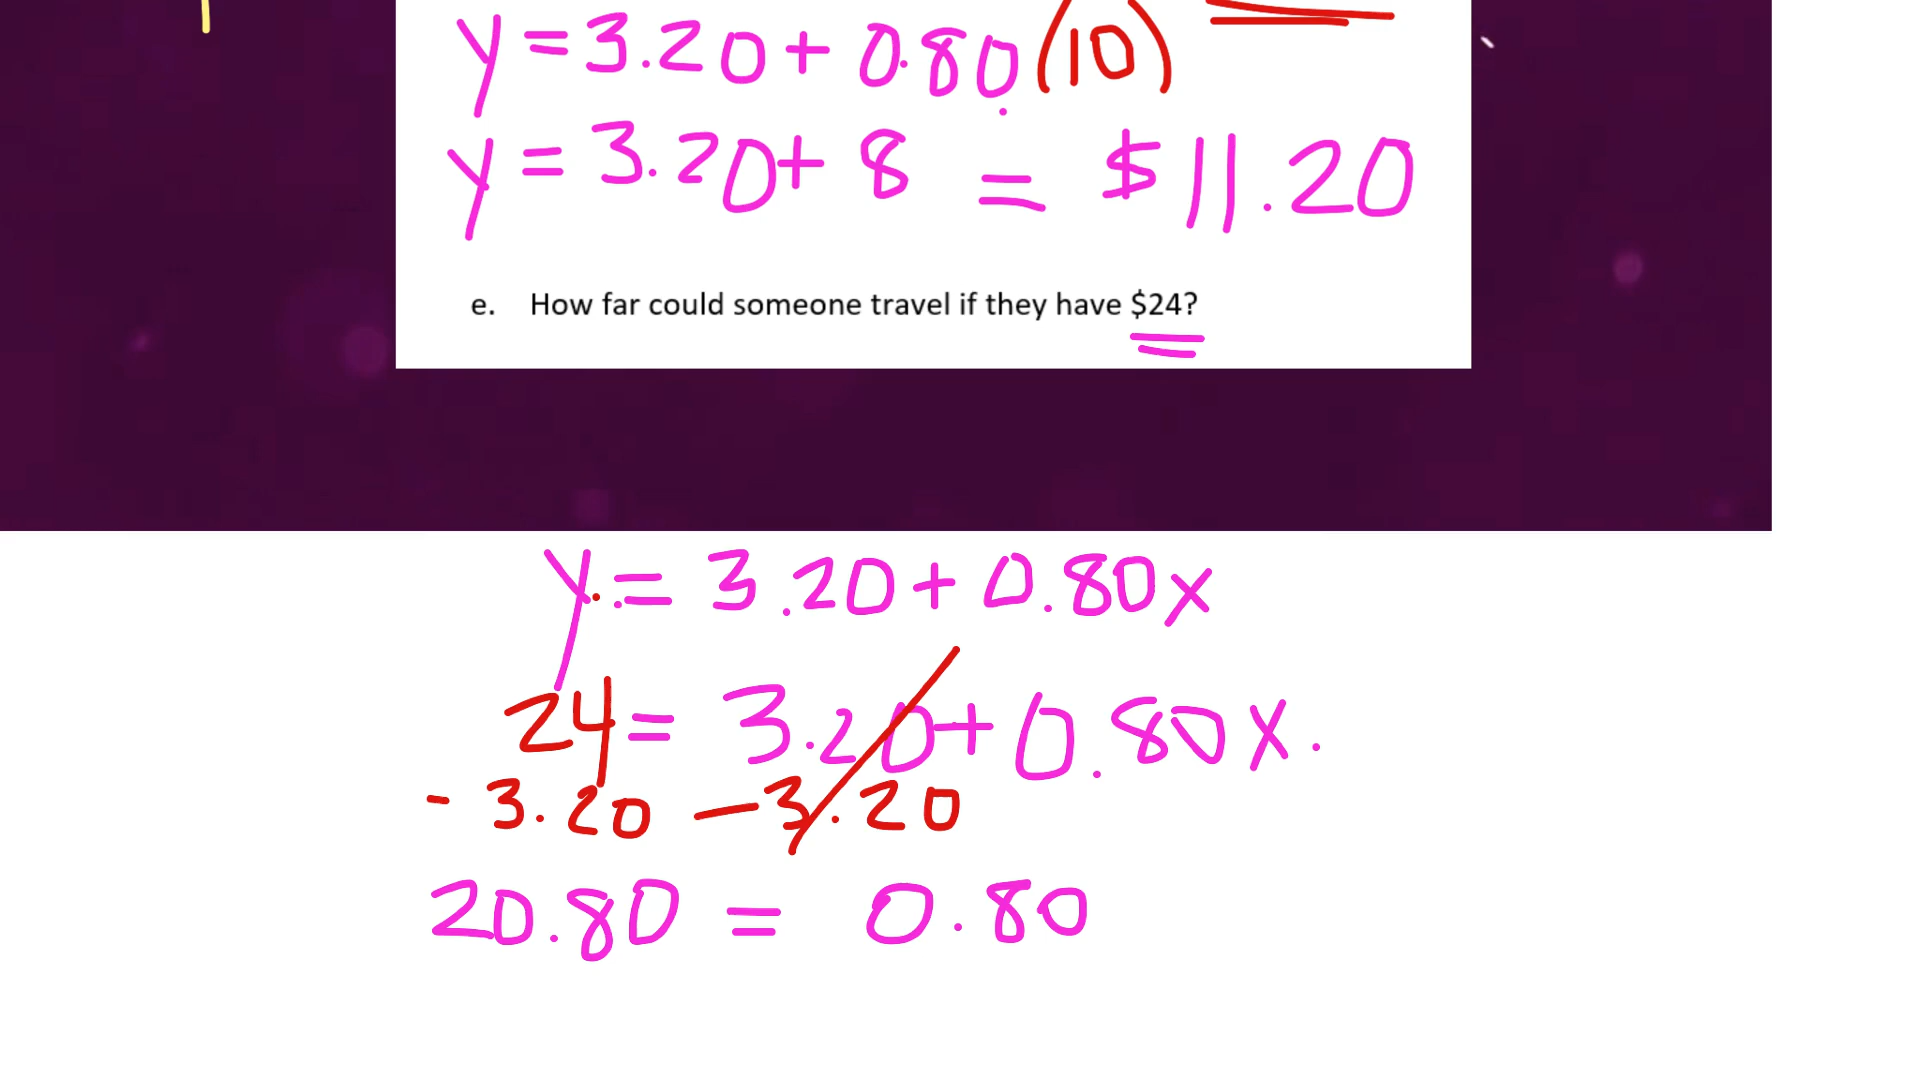 y = 3.20 + 0.80(10)
y = 3.20 + 8 = $11.20
e. How far could someone travel if they have $24?
y = 3.20 + 0.80x
24 = 3.20 + 0.80x.
- 3.20 - 3.20
20.80 = 0.80